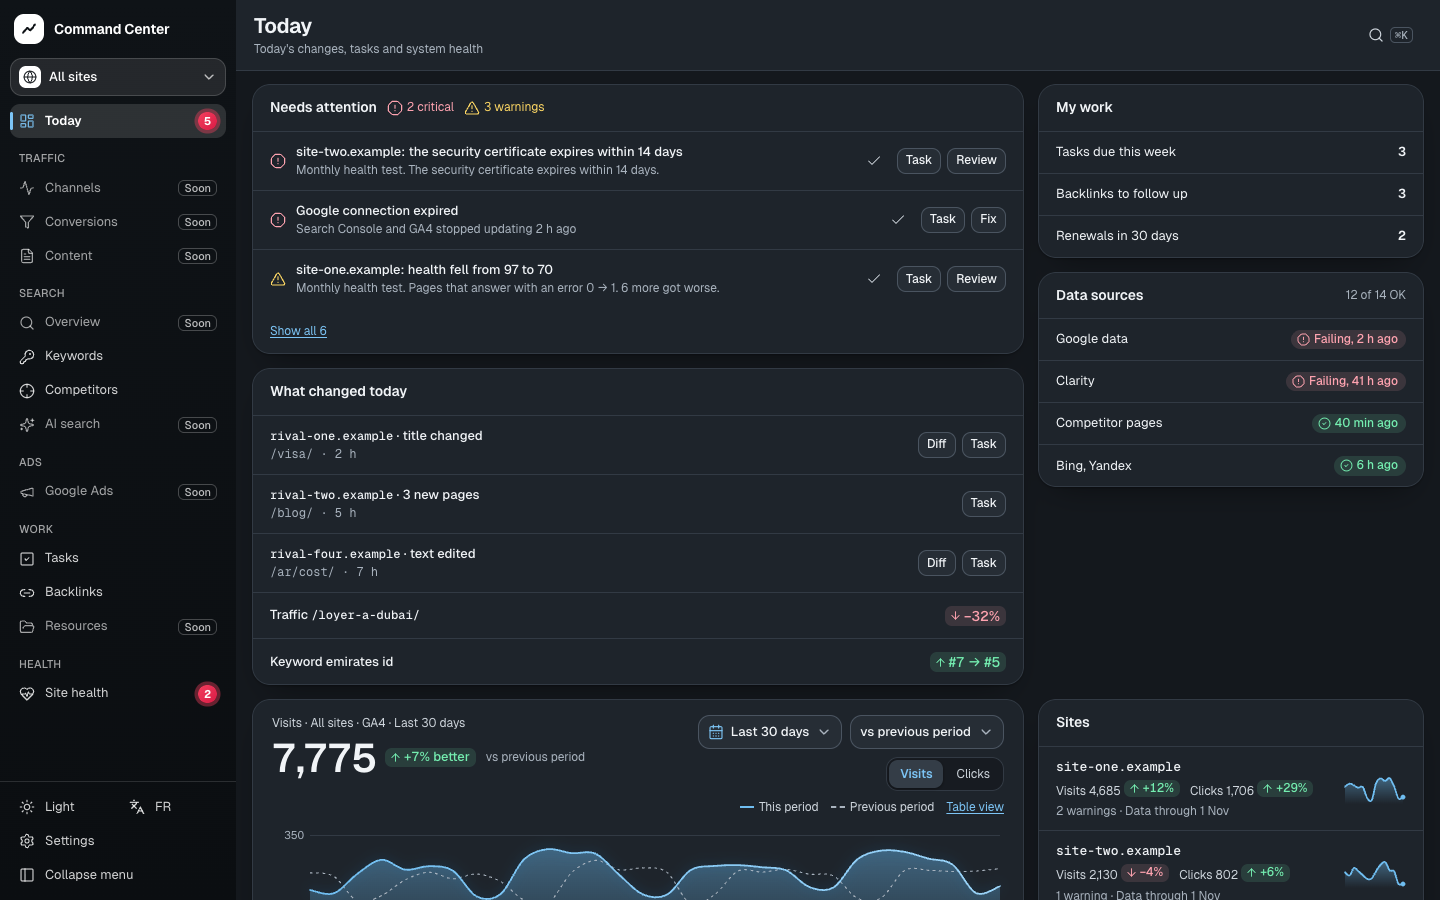 Command Center
All sites
Today 5
TRAFFIC
Channels Soon
Conversions Soon
Content Soon
SEARCH
Overview Soon
Keywords
Competitors
AI search Soon
ADS
Google Ads Soon
WORK
Tasks
Backlinks
Resources Soon
HEALTH
Site health 2
Light FR
Settings
Collapse menu
Today
Today's changes, tasks and system health
⌘K
Needs attention 2 critical 3 warnings
site-two.example: the security certificate expires within 14 days
Monthly health test. The security certificate expires within 14 days.
Task Review
Google connection expired
Search Console and GA4 stopped updating 2 h ago
Task Fix
site-one.example: health fell from 97 to 70
Monthly health test. Pages that answer with an error 0 → 1. 6 more got worse.
Task Review
Show all 6
What changed today
rival-one.example · title changed
/visa/ · 2 h
Diff Task
rival-two.example · 3 new pages
/blog/ · 5 h
Task
rival-four.example · text edited
/ar/cost/ · 7 h
Diff Task
Traffic /loyer-a-dubai/ ↓ −32%
Keyword emirates id ↑ #7 → #5
Visits · All sites · GA4 · Last 30 days
7,775 ↑ +7% better vs previous period
Last 30 days vs previous period
Visits Clicks
This period Previous period Table view
350
My work
Tasks due this week 3
Backlinks to follow up 3
Renewals in 30 days 2
Data sources 12 of 14 OK
Google data Failing, 2 h ago
Clarity Failing, 41 h ago
Competitor pages 40 min ago
Bing, Yandex 6 h ago
Sites
site-one.example
Visits 4,685 ↑ +12% Clicks 1,706 ↑ +29%
2 warnings · Data through 1 Nov
site-two.example
Visits 2,130 ↓ −4% Clicks 802 ↑ +6%
1 warning · Data through 1 Nov